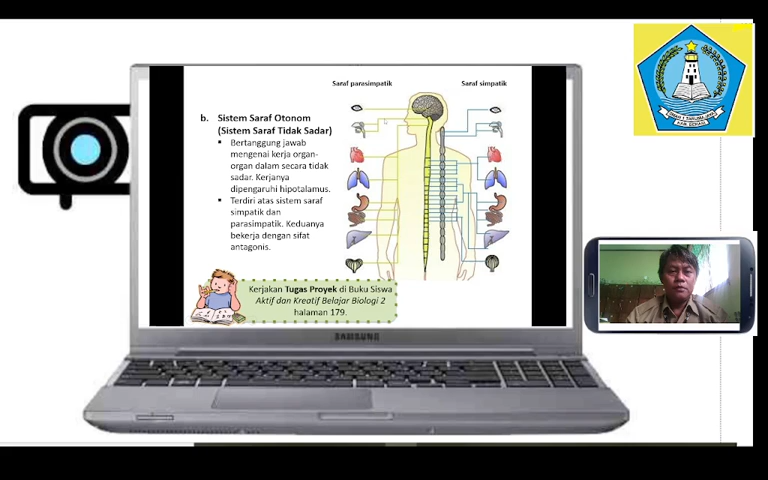 Saraf parasimpatik
Saraf simpatik
b. Sistem Saraf Otonom
(Sistem Saraf Tidak Sadar)
▪ Bertanggung jawab
mengenai kerja organ-
organ dalam secara tidak
sadar. Kerjanya
dipengaruhi hipotalamus.
▪ Terdiri atas sistem saraf
simpatik dan
parasimpatik. Keduanya
bekerja dengan sifat
antagonis.
Kerjakan Tugas Proyek di Buku Siswa
Aktif dan Kreatif Belajar Biologi 2
halaman 179.
SAMSUNG